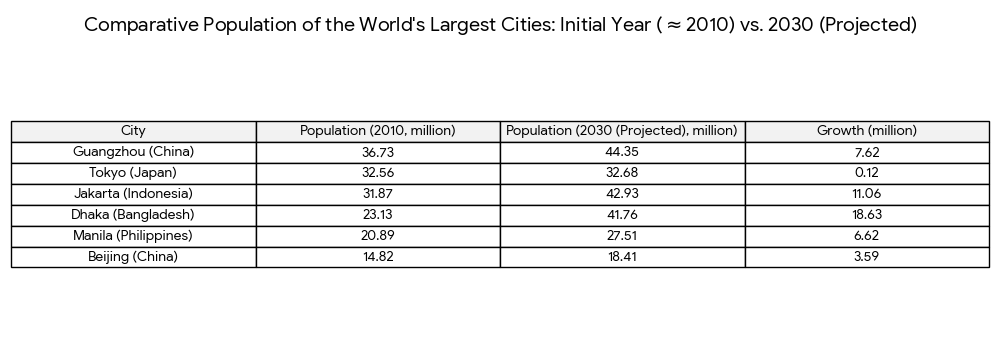 Comparative Population of the World's Largest Cities: Initial Year ( ≈ 2010) vs. 2030 (Projected)
City Population (2010, million) Population (2030 (Projected), million) Growth (million)
Guangzhou (China) 36.73 44.35 7.62
Tokyo (Japan) 32.56 32.68 0.12
Jakarta (Indonesia) 31.87 42.93 11.06
Dhaka (Bangladesh) 23.13 41.76 18.63
Manila (Philippines) 20.89 27.51 6.62
Beijing (China) 14.82 18.41 3.59